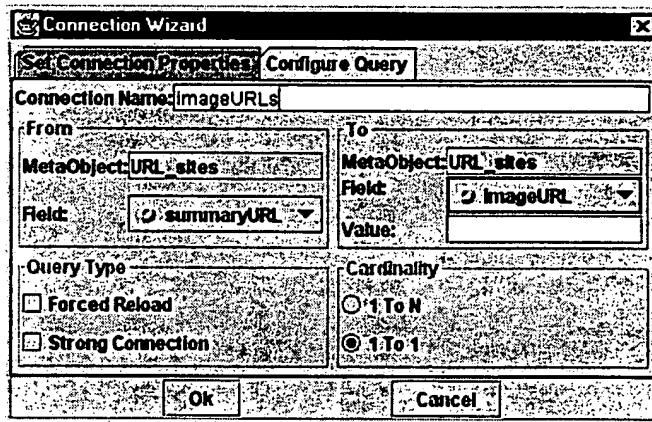 Connection Wizard
Set Connection Properties Configure Query
Connection Name: imageURLs
From
MetaObject: URL_sites
Field: summaryURL
To
MetaObject: URL_sites
Field: imageURL
Value:
Query Type
Forced Reload
Strong Connection
Cardinality
1 To N
1 To 1
Ok Cancel